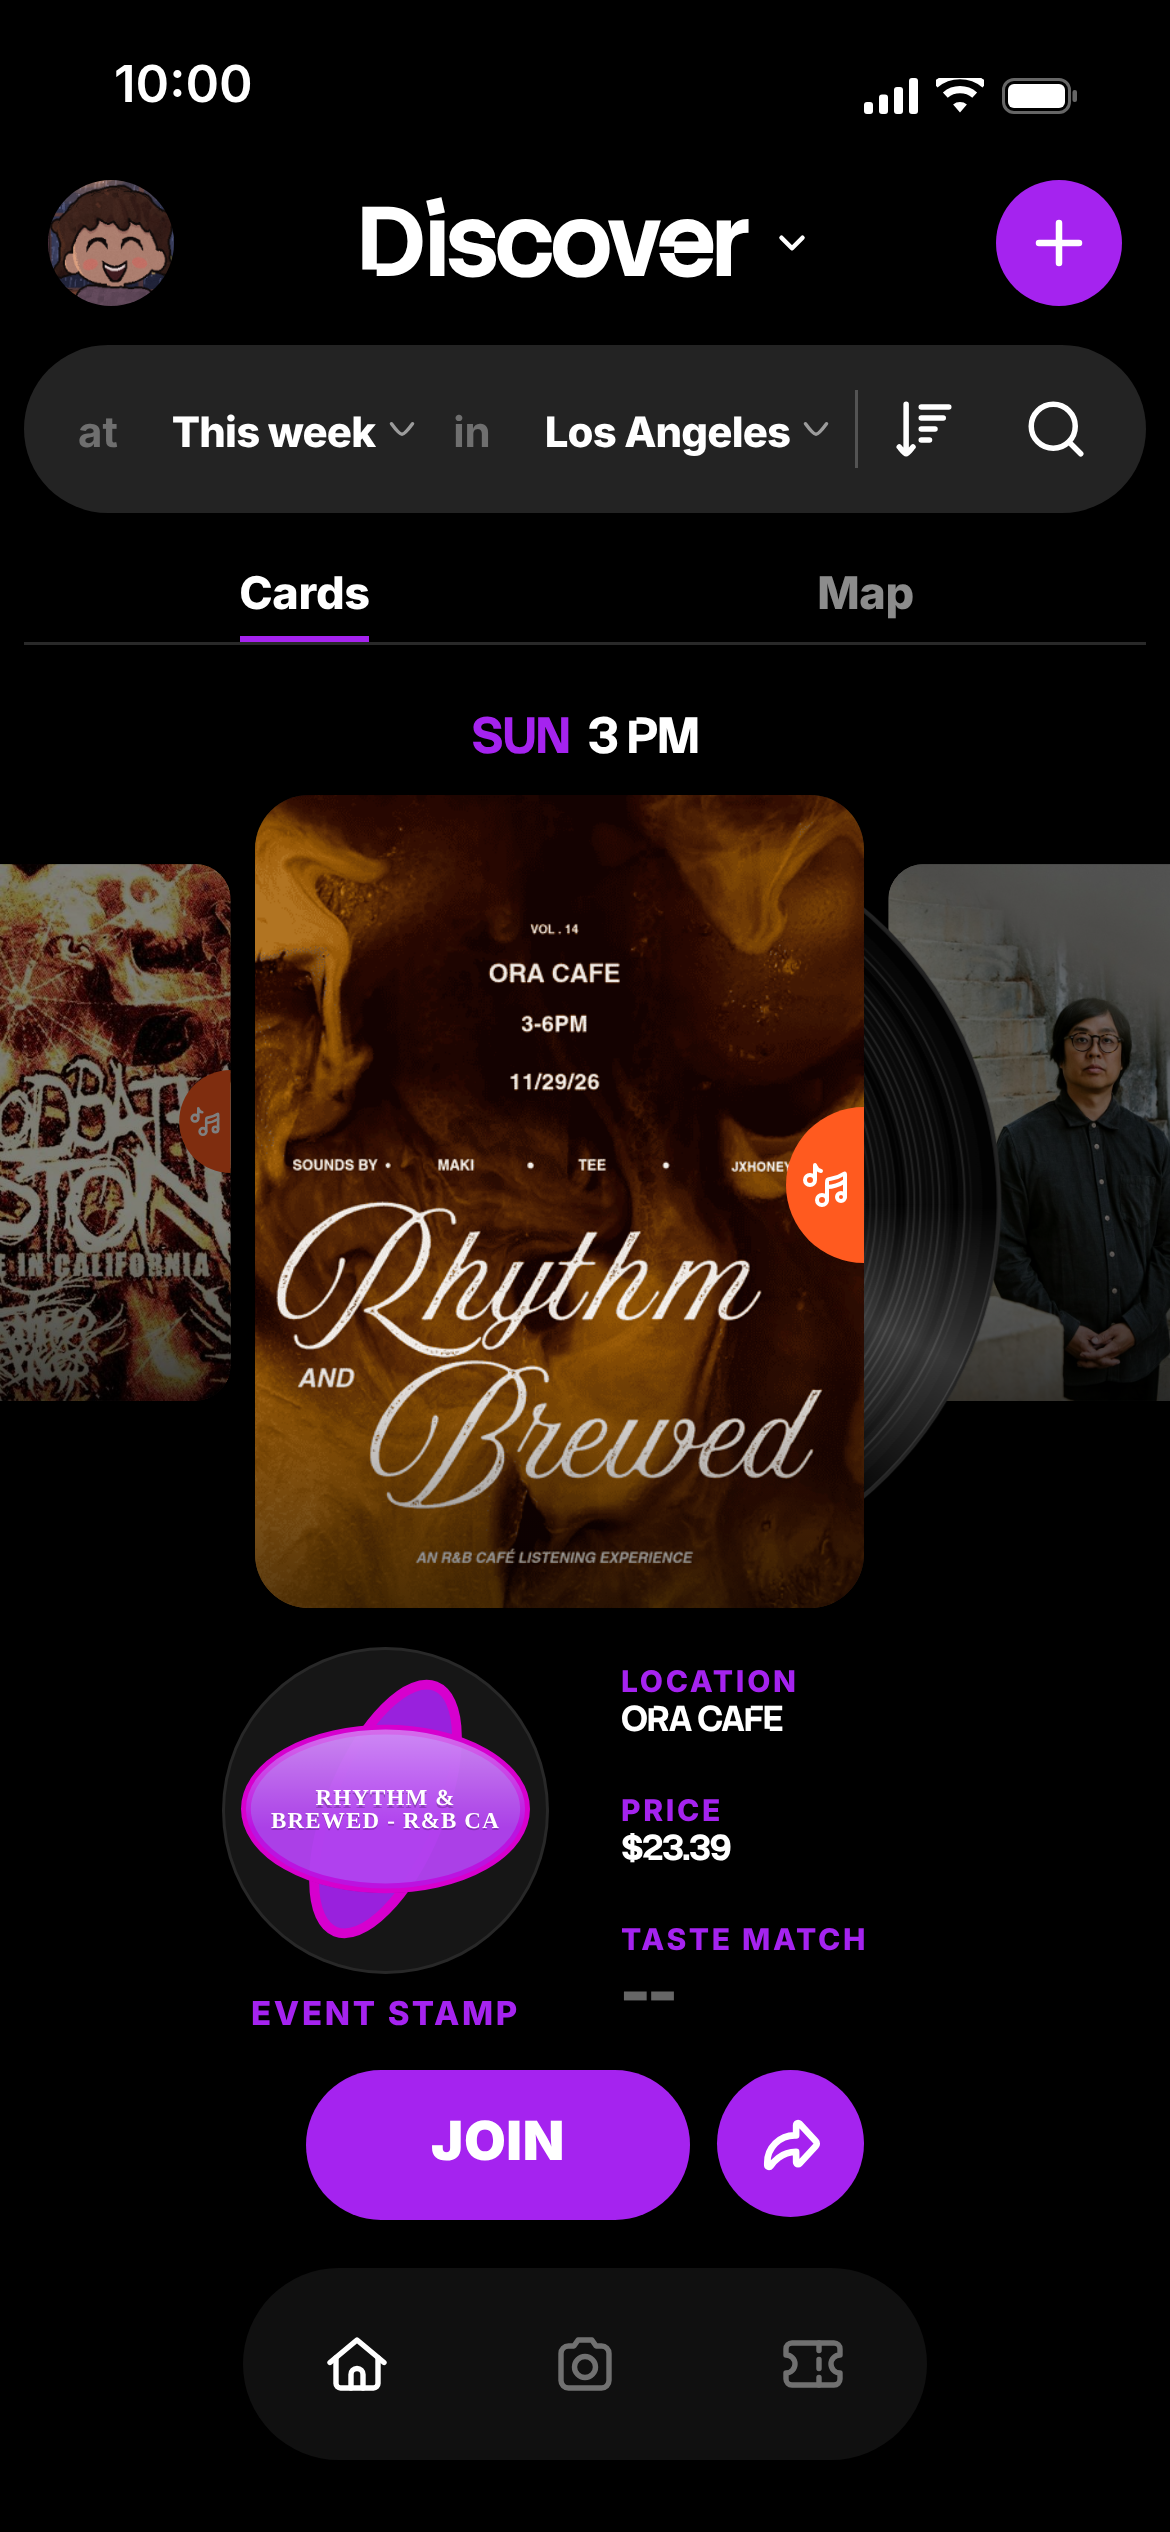 10:00
Discover
at This week in Los Angeles
Cards Map
SUN 3 PM
VOL . 14
ORA CAFE
3-6PM
11/29/26
SOUNDS BY • MAKI • TEE • JXHONEY
Rhythm
AND
Brewed
AN R&B CAFÉ LISTENING EXPERIENCE
E IN CALIFORNIA
RHYTHM &
BREWED - R&B CA
EVENT STAMP
LOCATION
ORA CAFE
PRICE
$23.39
TASTE MATCH
--
JOIN